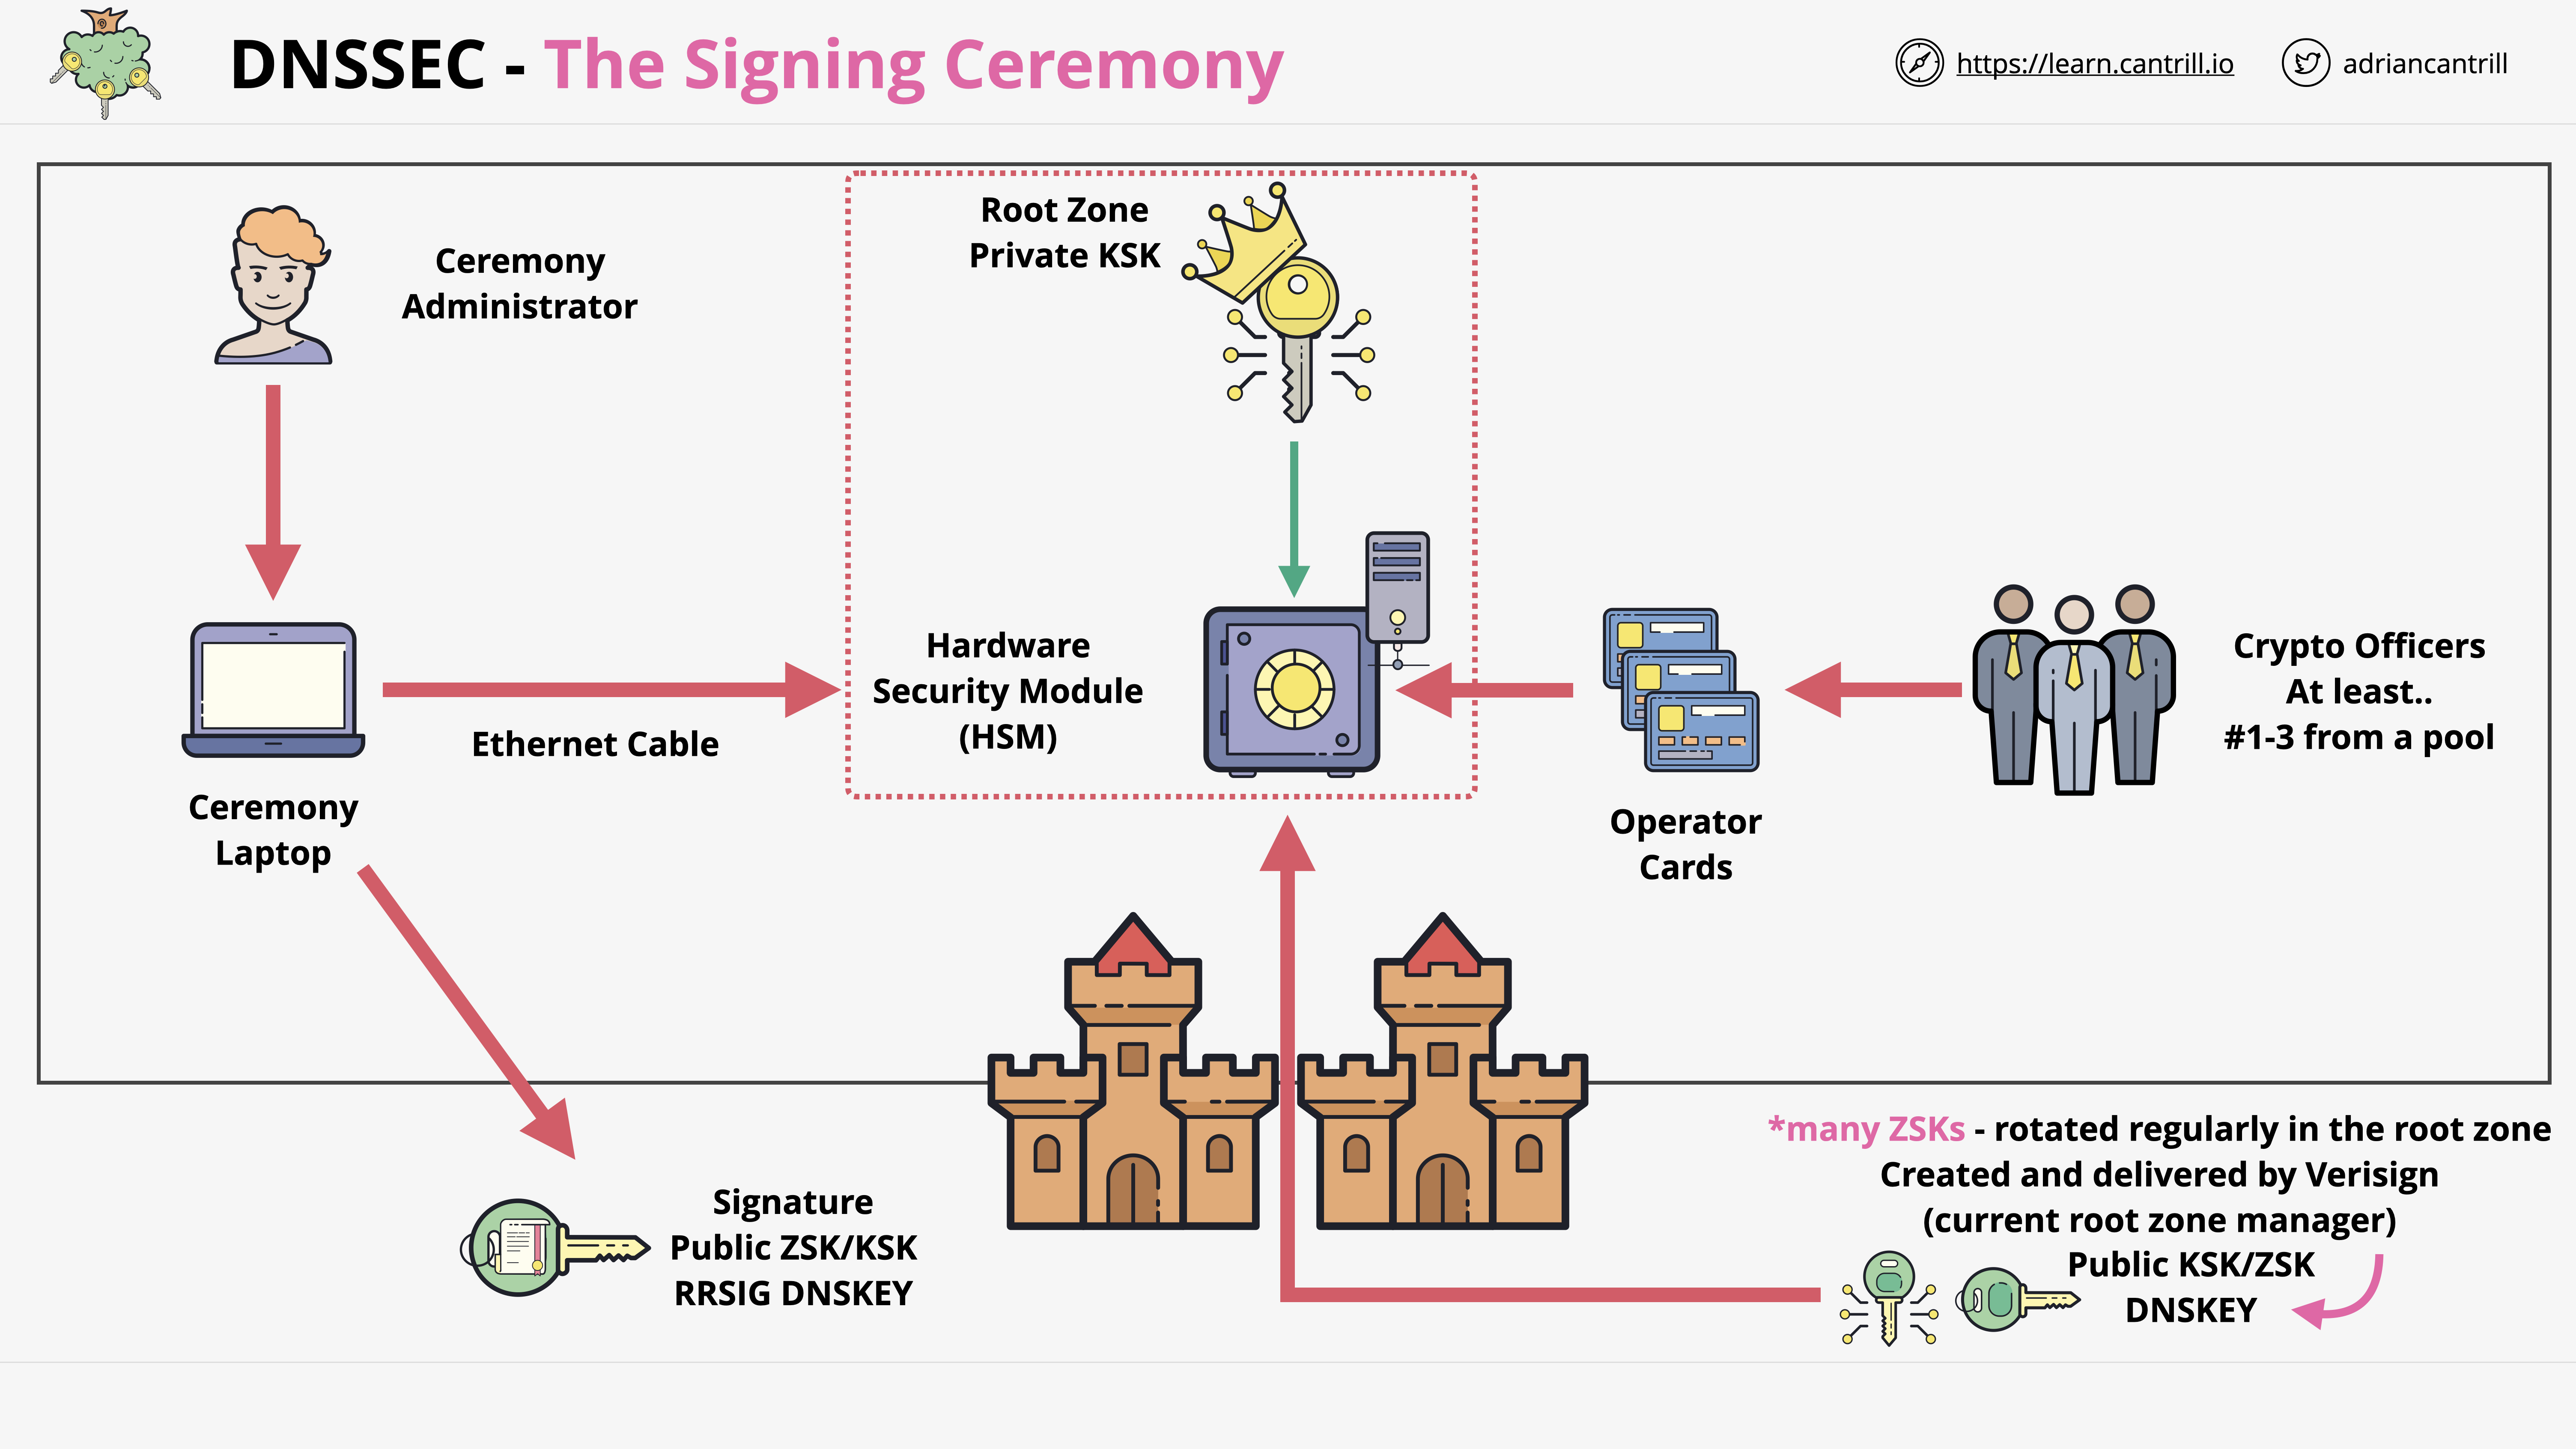 DNSSEC - The Signing Ceremony
https://learn.cantrill.io
adriancantrill
Ceremony
Administrator
Root Zone
Private KSK
Hardware
Security Module
(HSM)
Ethernet Cable
Ceremony
Laptop
Operator
Cards
Crypto Officers
At least..
#1-3 from a pool
Signature
Public ZSK/KSK
RRSIG DNSKEY
*many ZSKs - rotated regularly in the root zone
Created and delivered by Verisign
(current root zone manager)
Public KSK/ZSK
DNSKEY